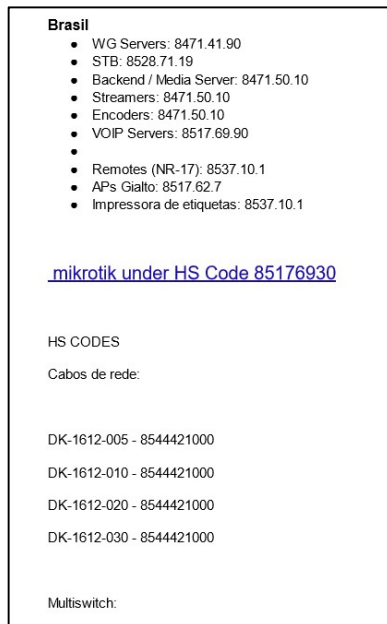 Brasil
● WG Servers: 8471.41.90
● STB: 8528.71.19
● Backend / Media Server: 8471.50.10
● Streamers: 8471.50.10
● Encoders: 8471.50.10
● VOIP Servers: 8517.69.90
●
● Remotes (NR-17): 8537.10.1
● APs Gialto: 8517.62.7
● Impressora de etiquetas: 8537.10.1
mikrotik under HS Code 85176930
HS CODES
Cabos de rede:
DK-1612-005 - 8544421000
DK-1612-010 - 8544421000
DK-1612-020 - 8544421000
DK-1612-030 - 8544421000
Multiswitch: